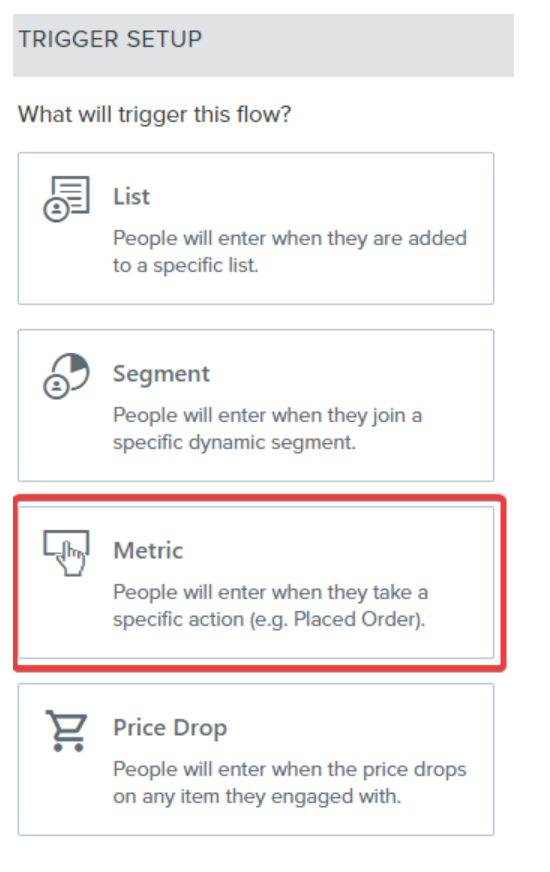 TRIGGER SETUP
What will trigger this flow?
List
People will enter when they are added
to a specific list.
Segment
People will enter when they join a
specific dynamic segment.
Metric
People will enter when they take a
specific action (e.g. Placed Order).
Price Drop
People will enter when the price drops
on any item they engaged with.